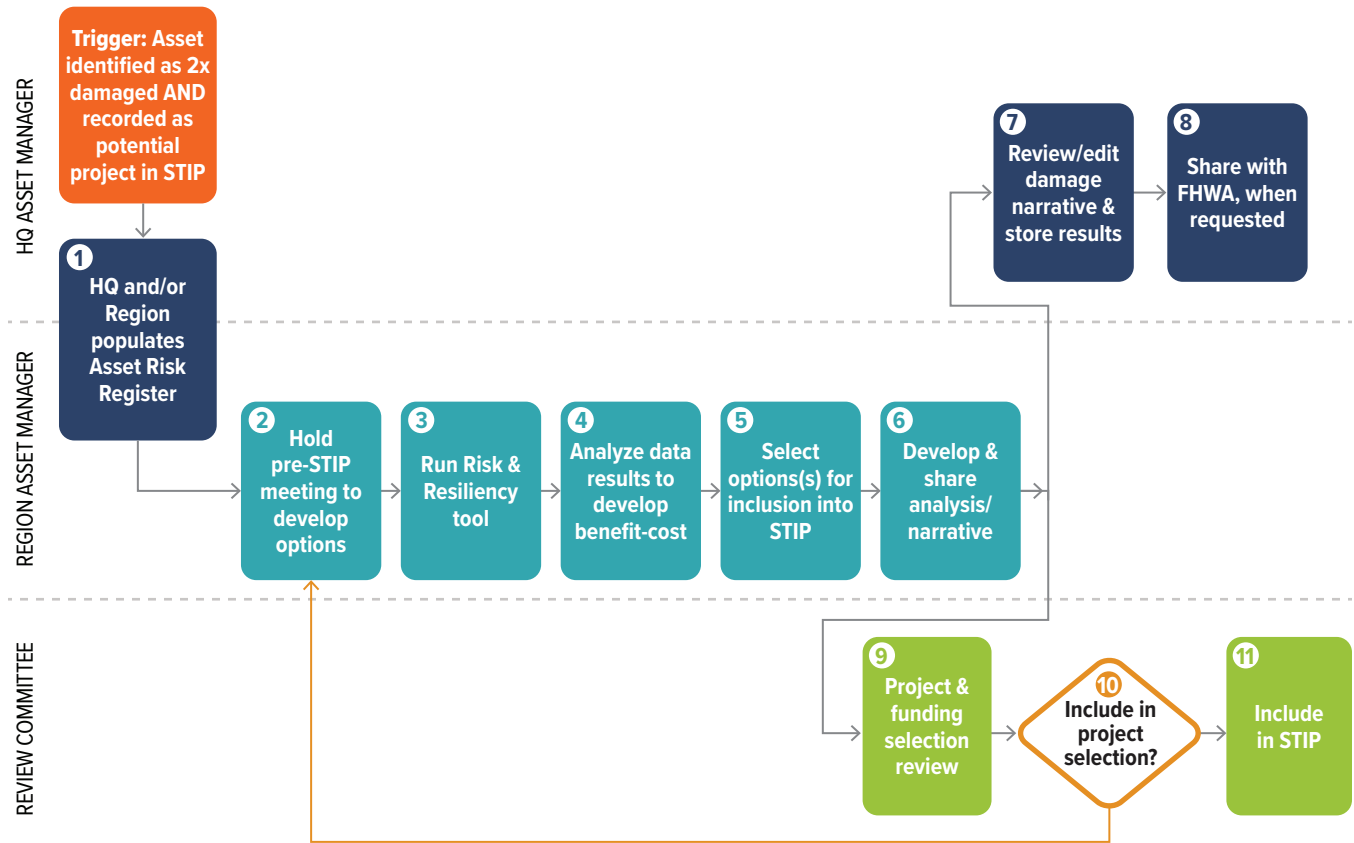 HQ ASSET MANAGER
Trigger: Asset
identified as 2x
damaged AND
recorded as
potential
project in STIP
1
HQ and/or
Region
populates
Asset Risk
Register
7
Review/edit
damage
narrative &
store results
8
Share with
FHWA, when
requested
REGION ASSET MANAGER
2
Hold
pre-STIP
meeting to
develop
options
3
Run Risk &
Resiliency
tool
4
Analyze data
results to
develop
benefit-cost
5
Select
options(s) for
inclusion into
STIP
6
Develop &
share
analysis/
narrative
REVIEW COMMITTEE
9
Project &
funding
selection
review
10
Include in
project
selection?
11
Include
in STIP